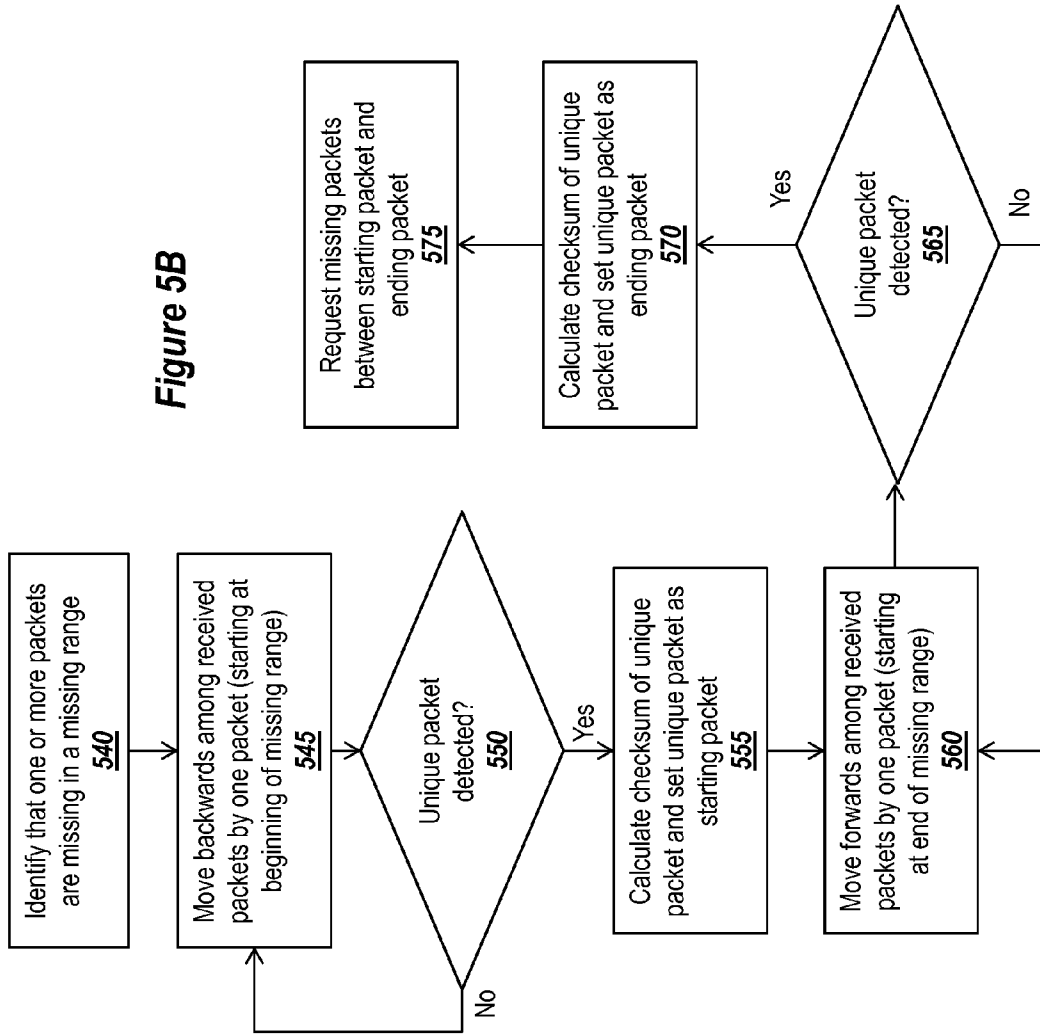 Figure 5B
Identify that one or more packets
are missing in a missing range
540
Move backwards among received
packets by one packet (starting at
beginning of missing range)
545
Unique packet
detected?
550
No
Yes
Calculate checksum of unique
packet and set unique packet as
starting packet
555
Move forwards among received
packets by one packet (starting
at end of missing range)
560
Unique packet
detected?
565
No
Yes
Calculate checksum of unique
packet and set unique packet as
ending packet
570
Request missing packets
between starting packet and
ending packet
575